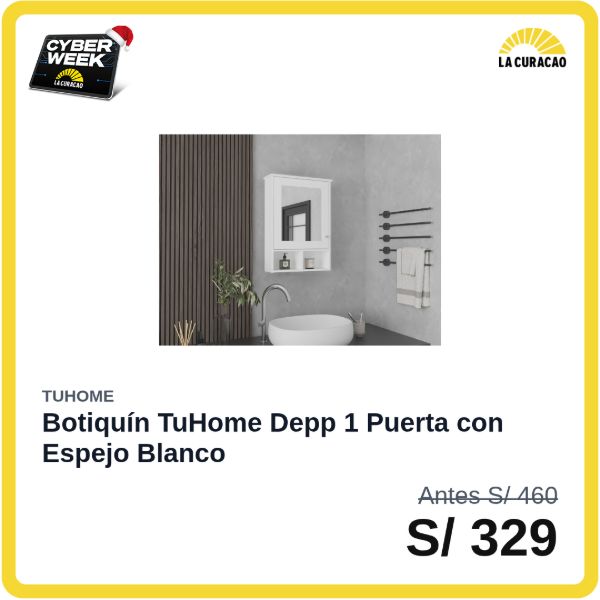 CYBER
WEEK
LA CURACAO
LA CURACAO
TUHOME
Botiquín TuHome Depp 1 Puerta con
Espejo Blanco
Antes S/ 460
S/ 329